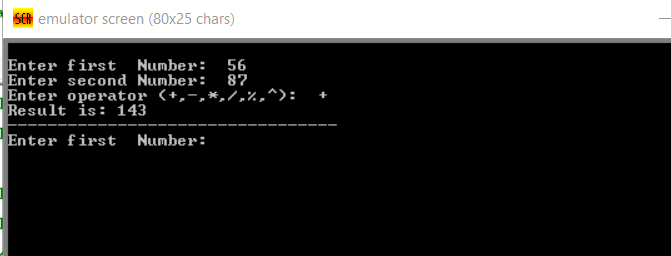 SCR emulator screen (80x25 chars)
Enter first  Number:  56
Enter second Number:  87
Enter operator (+,-,*,/,%,^):  +
Result is: 143
---------------------------------
Enter first  Number: